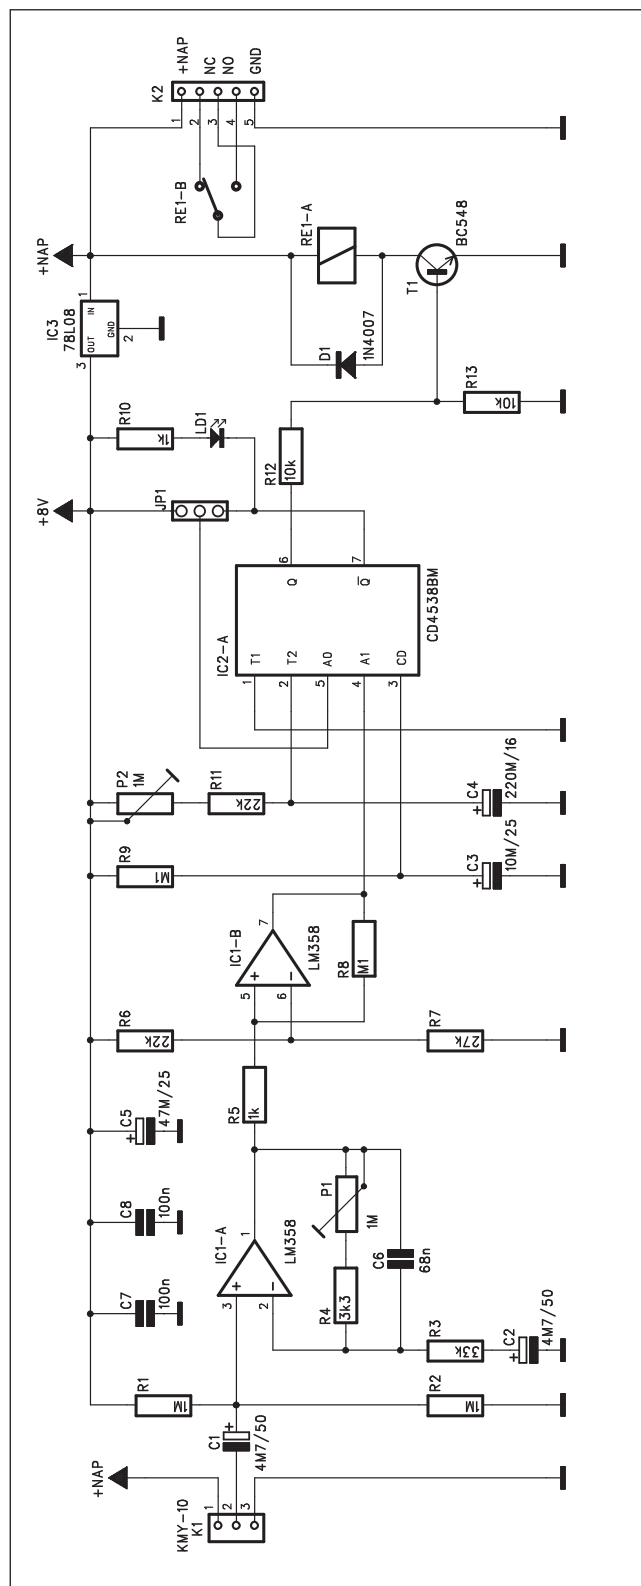 KMY-10
K1
1
2
3
+NAP
C1
4M7/50
R1
1M
R2
1M
C7
100n
C8
100n
C5
47M/25
IC1-A
LM358
3
2
1
+
−
R4
3k3
P1
1M
C6
68n
R3
33k
C2
4M7/50
R5
1k
R6
22k
R7
27k
IC1-B
LM358
5
6
7
+
−
R8
M1
R9
M1
C3
10M/25
P2
1M
R11
22k
C4
220M/16
IC2-A
CD4538BM
1
T1
2
T2
5
A0
4
A1
3
CD
6
Q
7
Q̅
+8V
JP1
R10
1k
LD1
R12
10k
R13
10k
IC3
78L08
3
OUT
IN
1
GND
2
+NAP
D1
1N4007
RE1-A
T1
BC548
RE1-B
K2
+NAP
NC
NO
GND
1
2
3
4
5